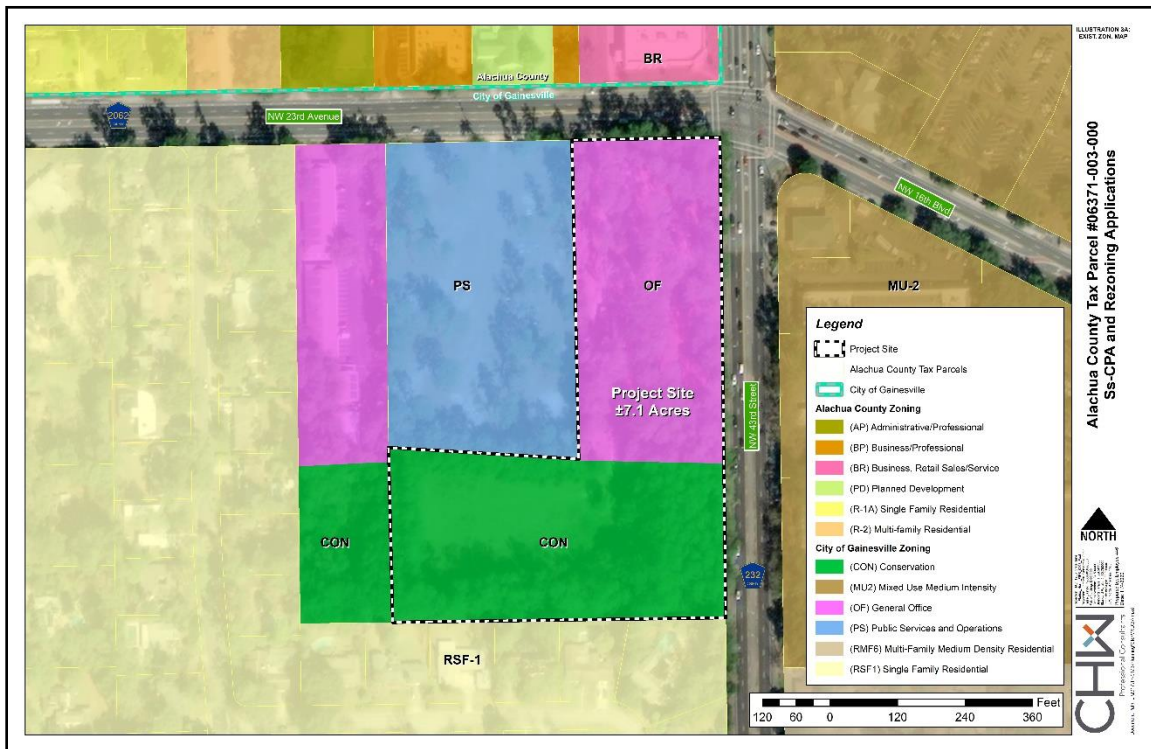 ILLUSTRATION 3A:
EXIST. ZON. MAP
BR
Alachua County
City of Gainesville
2062
NW 23rd Avenue
NW 16th Blvd
PS
OF
MU-2
Project Site
±7.1 Acres
NW 43rd Street
CON
CON
232
RSF-1
Legend
Project Site
Alachua County Tax Parcels
City of Gainesville
Alachua County Zoning
(AP) Administrative/Professional
(BP) Business/Professional
(BR) Business, Retail Sales/Service
(PD) Planned Development
(R-1A) Single Family Residential
(R-2) Multi-family Residential
City of Gainesville Zoning
(CON) Conservation
(MU2) Mixed Use Medium Intensity
(OF) General Office
(PS) Public Services and Operations
(RMF6) Multi-Family Medium Density Residential
(RSF1) Single Family Residential
Feet
120 60 0 120 240 360
Alachua County Tax Parcel #06371-003-000
Ss-CPA and Rezoning Applications
NORTH
CHW
Professional Consultants